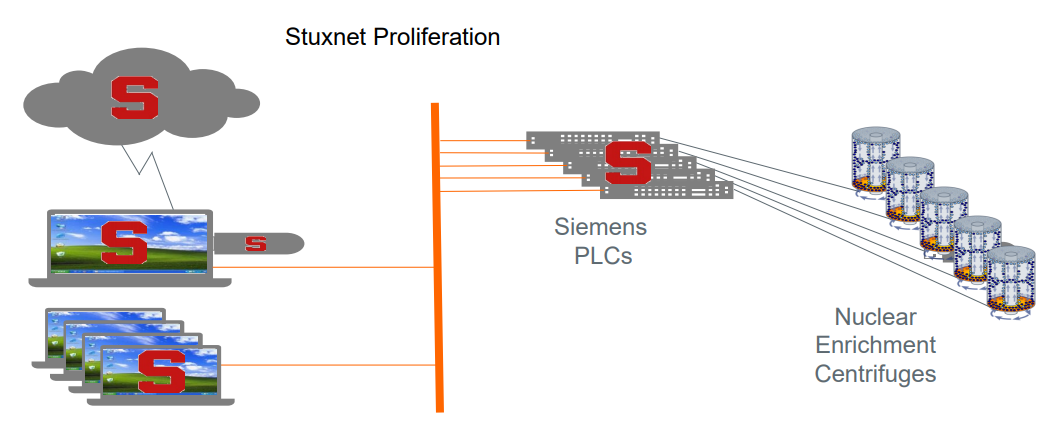 Stuxnet Proliferation
S
S
S
S
S
Siemens
PLCs
Nuclear
Enrichment
Centrifuges